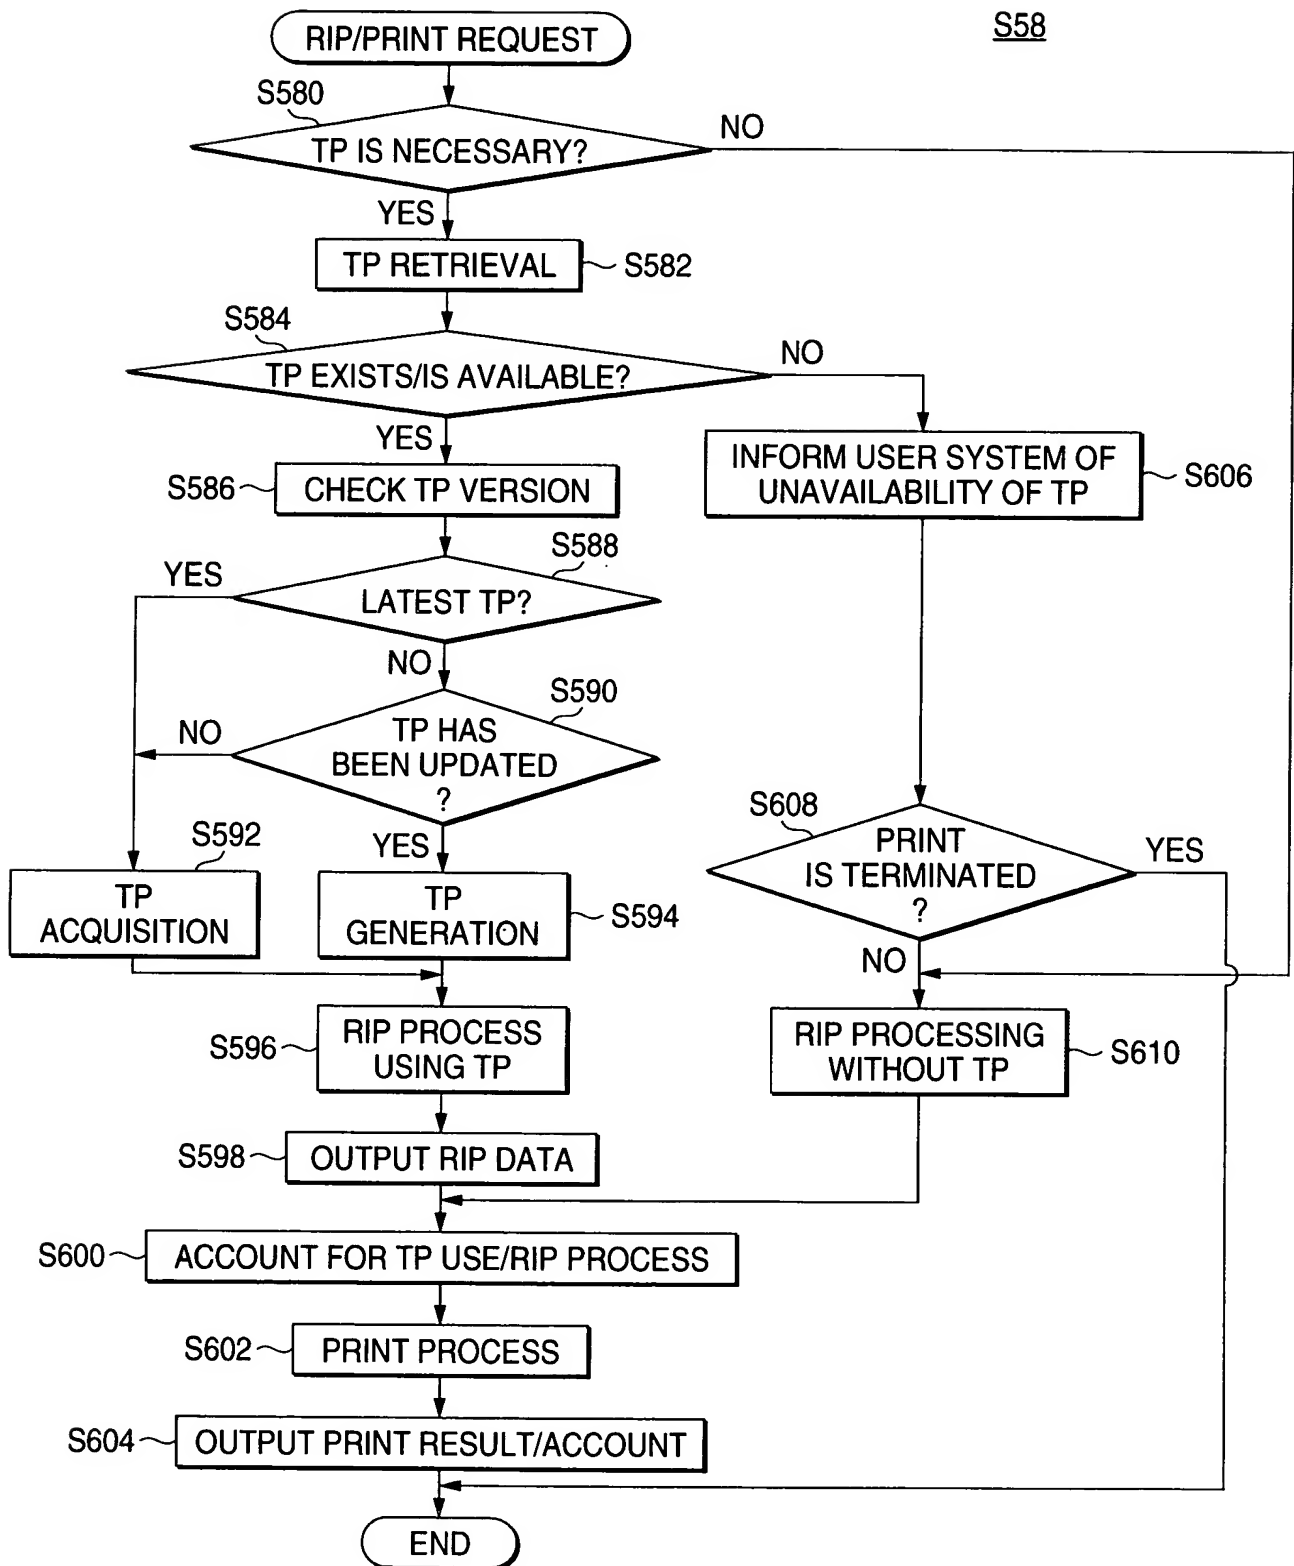 S58
RIP/PRINT REQUEST
S580
TP IS NECESSARY?
NO
YES
TP RETRIEVAL
S582
S584
TP EXISTS/IS AVAILABLE?
NO
YES
S586
CHECK TP VERSION
INFORM USER SYSTEM OF
UNAVAILABILITY OF TP
S606
S588
YES
LATEST TP?
NO
S590
NO
TP HAS
BEEN UPDATED
?
YES
S592
TP
ACQUISITION
TP
GENERATION
S594
S608
PRINT
IS TERMINATED
?
YES
NO
S596
RIP PROCESS
USING TP
RIP PROCESSING
WITHOUT TP
S610
S598
OUTPUT RIP DATA
S600
ACCOUNT FOR TP USE/RIP PROCESS
S602
PRINT PROCESS
S604
OUTPUT PRINT RESULT/ACCOUNT
END